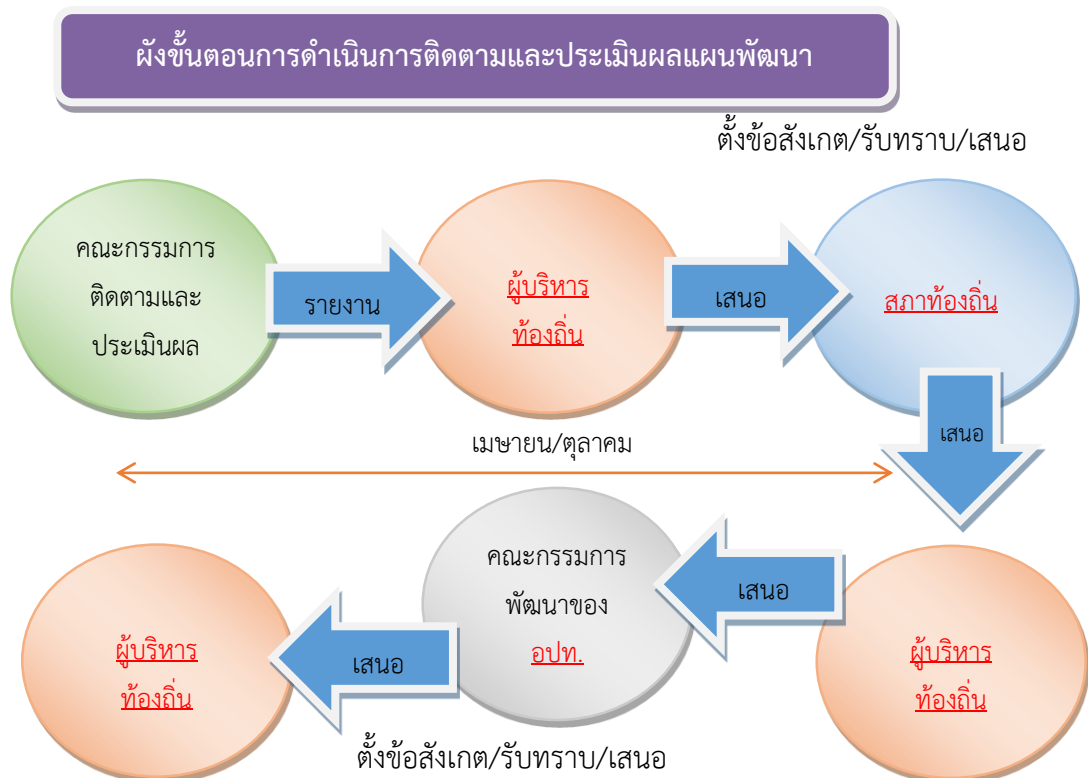 ผังขั้นตอนการดำเนินการติดตามและประเมินผลแผนพัฒนา
ตั้งข้อสังเกต/รับทราบ/เสนอ
คณะกรรมการ
ติดตามและ
ประเมินผล
รายงาน
ผู้บริหาร
ท้องถิ่น
เสนอ
สภาท้องถิ่น
เสนอ
เมษายน/ตุลาคม
ผู้บริหาร
ท้องถิ่น
เสนอ
คณะกรรมการ
พัฒนาของ
อปท.
เสนอ
ผู้บริหาร
ท้องถิ่น
ตั้งข้อสังเกต/รับทราบ/เสนอ